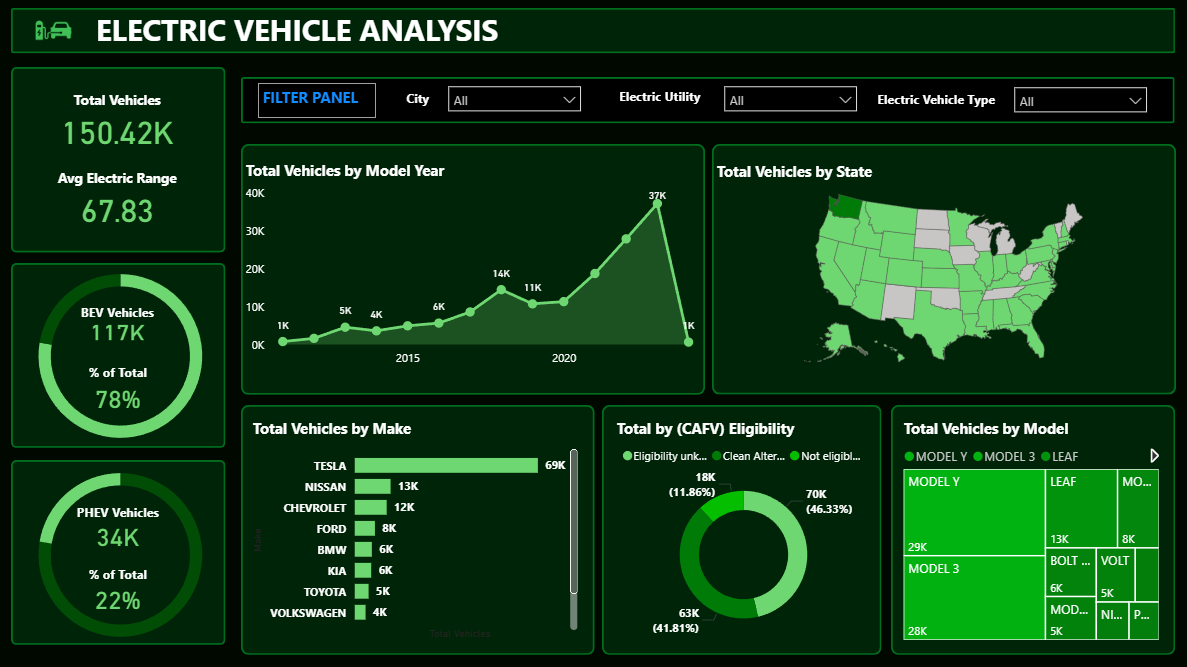 ELECTRIC VEHICLE ANALYSIS
Total Vehicles
150.42K
Avg Electric Range
67.83
FILTER PANEL
City
All
Electric Utility
All
Electric Vehicle Type
All
BEV Vehicles
117K
% of Total
78%
PHEV Vehicles
34K
% of Total
22%
Total Vehicles by Model Year
40K
30K
20K
10K
0K
1K
5K
4K
6K
14K
11K
37K
1K
2015
2020
Total Vehicles by State
Total Vehicles by Make
Make
TESLA 69K
NISSAN 13K
CHEVROLET 12K
FORD 8K
BMW 6K
KIA 6K
TOYOTA 5K
VOLKSWAGEN 4K
Total Vehicles
Total by (CAFV) Eligibility
Eligibility unk... Clean Alter... Not eligibl...
18K
(11.86%)
70K
(46.33%)
63K
(41.81%)
Total Vehicles by Model
MODEL Y MODEL 3 LEAF
MODEL Y
29K
MODEL 3
28K
LEAF
13K
MO...
8K
BOLT ...
6K
VOLT
5K
MOD...
5K
NI...
P...